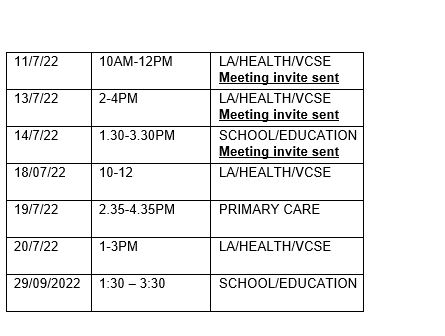 11/7/22 10AM-12PM LA/HEALTH/VCSE
Meeting invite sent
13/7/22 2-4PM LA/HEALTH/VCSE
Meeting invite sent
14/7/22 1.30-3.30PM SCHOOL/EDUCATION
Meeting invite sent
18/07/22 10-12 LA/HEALTH/VCSE
19/7/22 2.35-4.35PM PRIMARY CARE
20/7/22 1-3PM LA/HEALTH/VCSE
29/09/2022 1:30 – 3:30 SCHOOL/EDUCATION